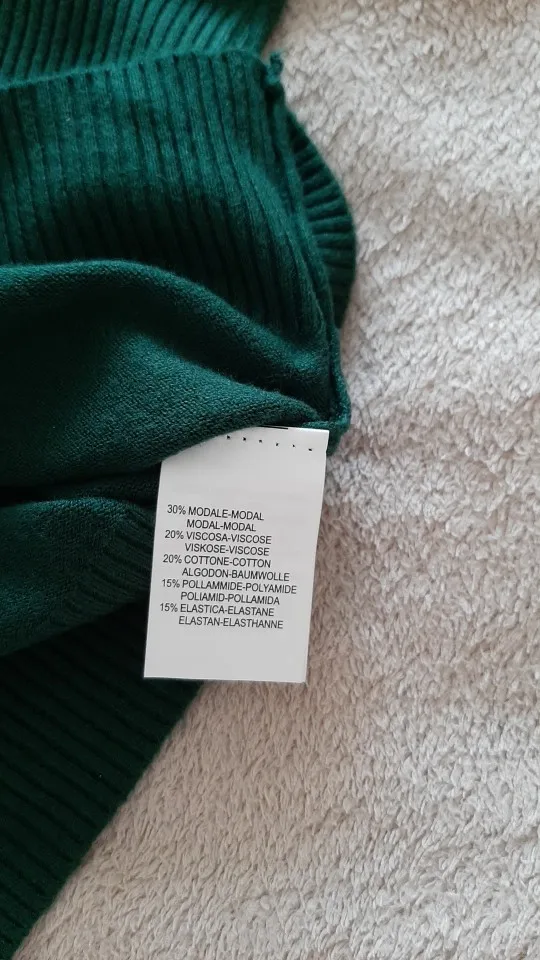 30% MODALE-MODAL
MODAL-MODAL
20% VISCOSA-VISCOSE
VISKOSE-VISCOSE
20% COTTONE-COTTON
ALGODON-BAUMWOLLE
15% POLLAMMIDE-POLYAMIDE
POLIAMID-POLLAMIDA
15% ELASTICA-ELASTANE
ELASTAN-ELASTHANNE